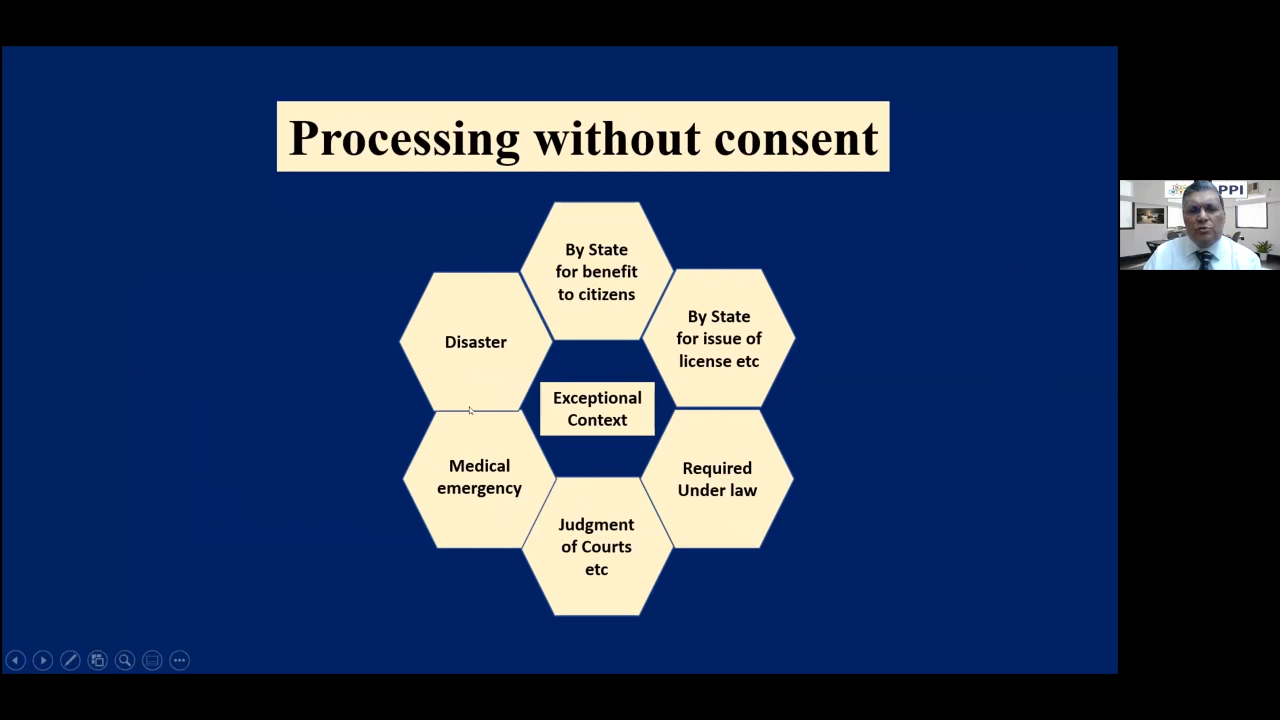 Processing without consent
By State
for benefit
to citizens
By State
for issue of
license etc
Disaster
Exceptional
Context
Medical
emergency
Required
Under law
Judgment
of Courts
etc
PPI